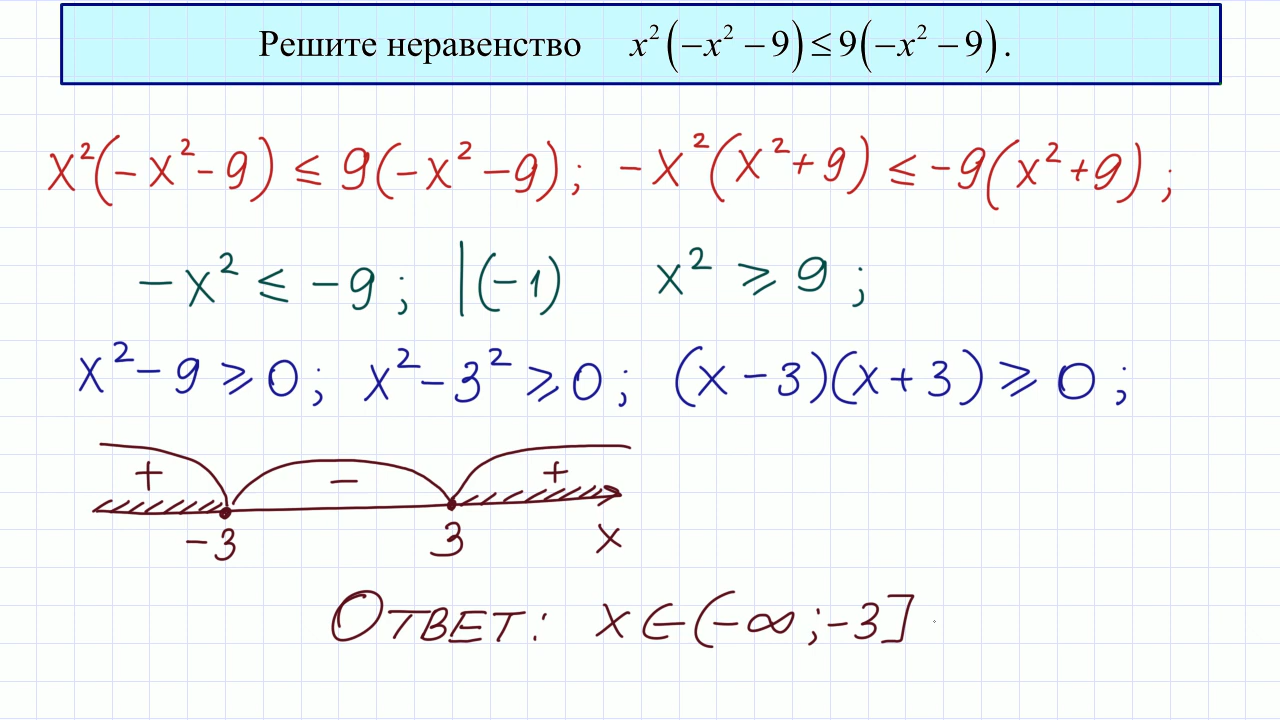 Решите неравенство x²(−x² − 9) ≤ 9(−x² − 9).
x²(−x²−9) ≤ 9(−x²−9); −x²(x²+9) ≤ −9(x²+9);
−x² ≤ −9; |(−1) x² ⩾ 9;
x²−9 ⩾ 0; x²−3² ⩾ 0; (x−3)(x+3) ⩾ 0;
+ − +
−3 3 x
Ответ: x∈(−∞;−3]